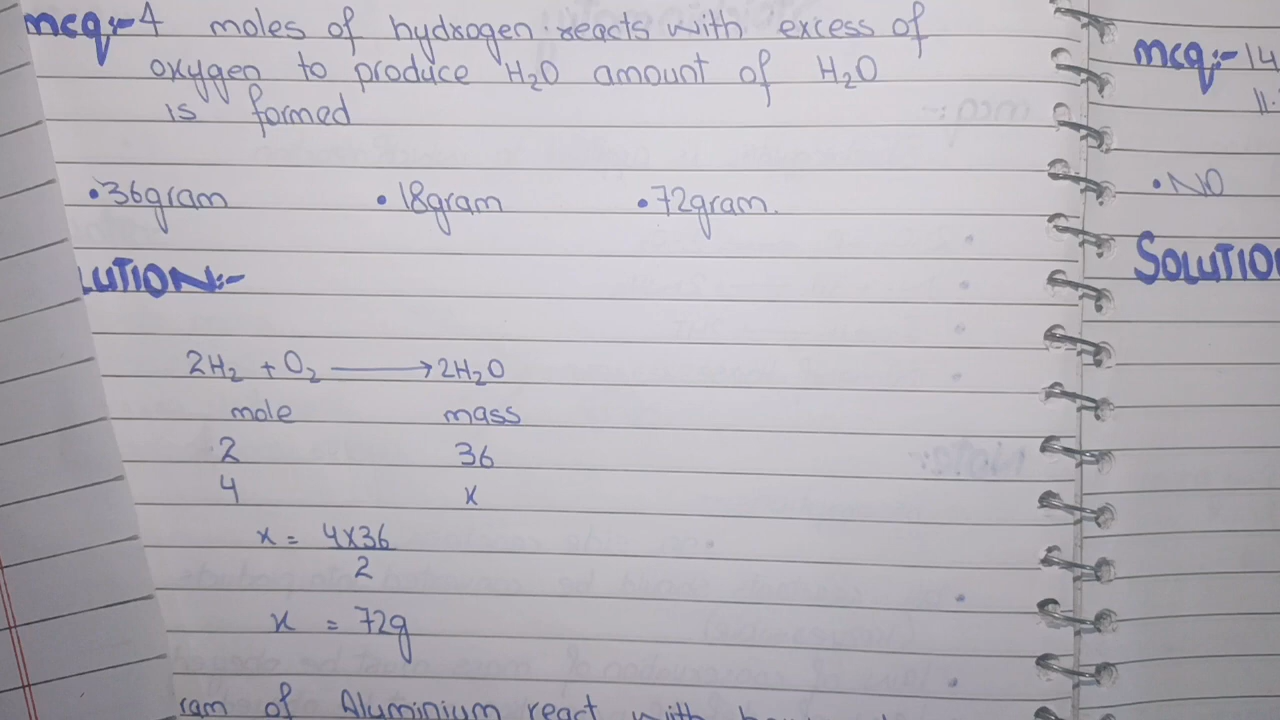 mcq:- 4 moles of hydrogen reacts with excess of
oxygen to produce H₂O amount of H₂O
is formed
•36gram •18gram •72gram.
LUTION:-
2H₂ + O₂ ⟶ 2H₂O
mole mass
2 36
4 x
x = 4x36
2
x = 72g
ram of Aluminium react with
mcq:- 14
11.
•NO
SOLUTIO